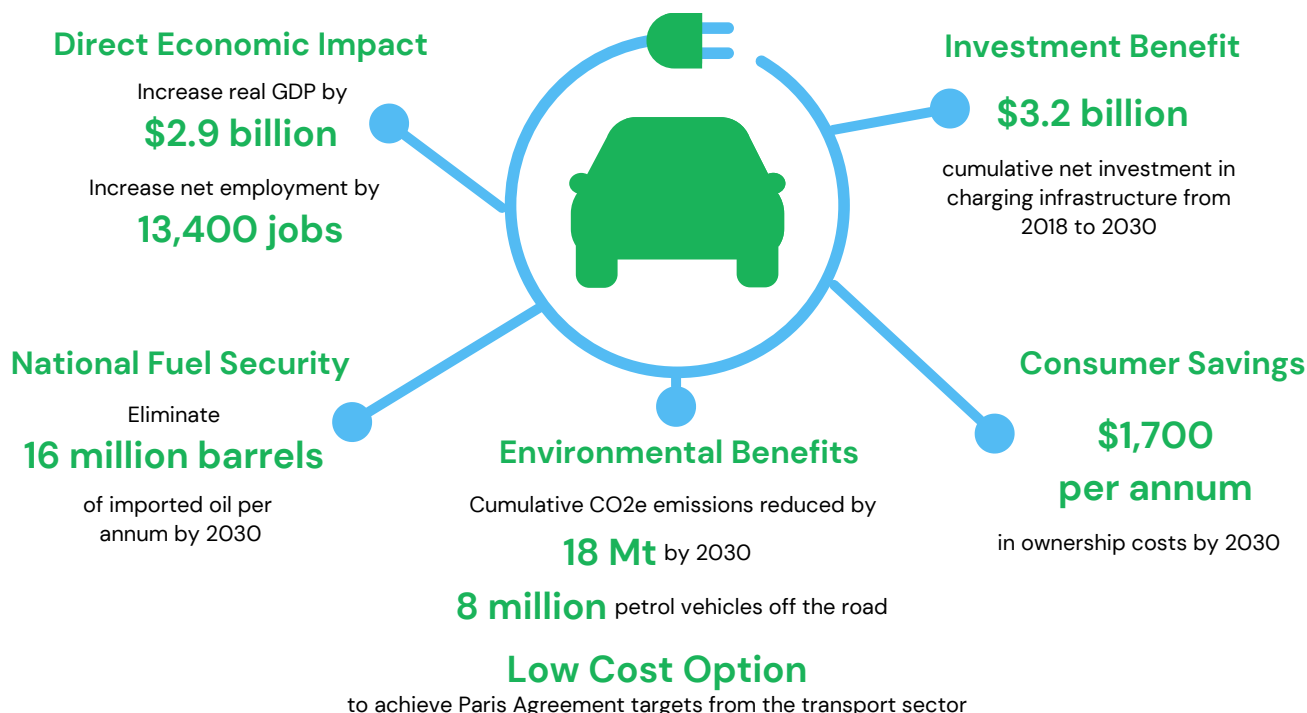 Direct Economic Impact
Increase real GDP by
$2.9 billion
Increase net employment by
13,400 jobs
Investment Benefit
$3.2 billion
cumulative net investment in
charging infrastructure from
2018 to 2030
National Fuel Security
Eliminate
16 million barrels
of imported oil per
annum by 2030
Environmental Benefits
Cumulative CO2e emissions reduced by
18 Mt by 2030
8 million petrol vehicles off the road
Low Cost Option
to achieve Paris Agreement targets from the transport sector
Consumer Savings
$1,700
per annum
in ownership costs by 2030